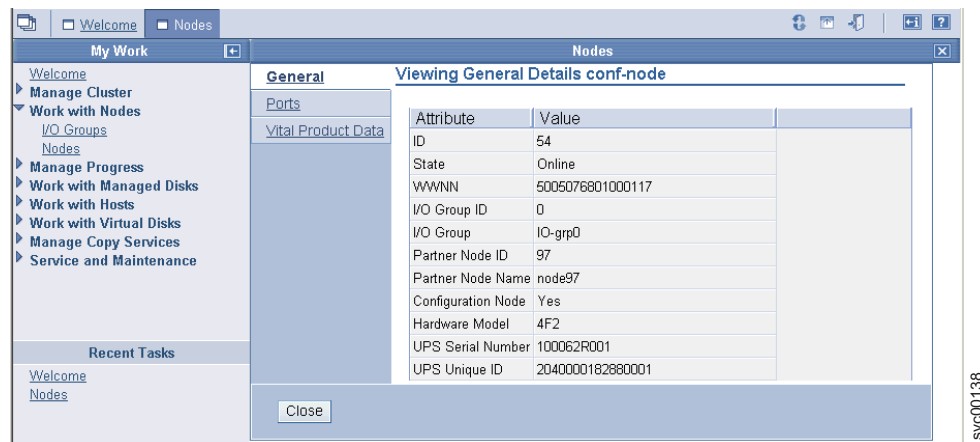 Welcome
Nodes
My Work
Nodes
Welcome
Manage Cluster
Work with Nodes
I/O Groups
Nodes
Manage Progress
Work with Managed Disks
Work with Hosts
Work with Virtual Disks
Manage Copy Services
Service and Maintenance
Recent Tasks
Welcome
Nodes
General
Ports
Vital Product Data
Viewing General Details conf-node
Attribute Value
ID 54
State Online
WWNN 5005076801000117
I/O Group ID 0
I/O Group IO-grp0
Partner Node ID 97
Partner Node Name node97
Configuration Node Yes
Hardware Model 4F2
UPS Serial Number 100062R001
UPS Unique ID 2040000182880001
Close
svc00138